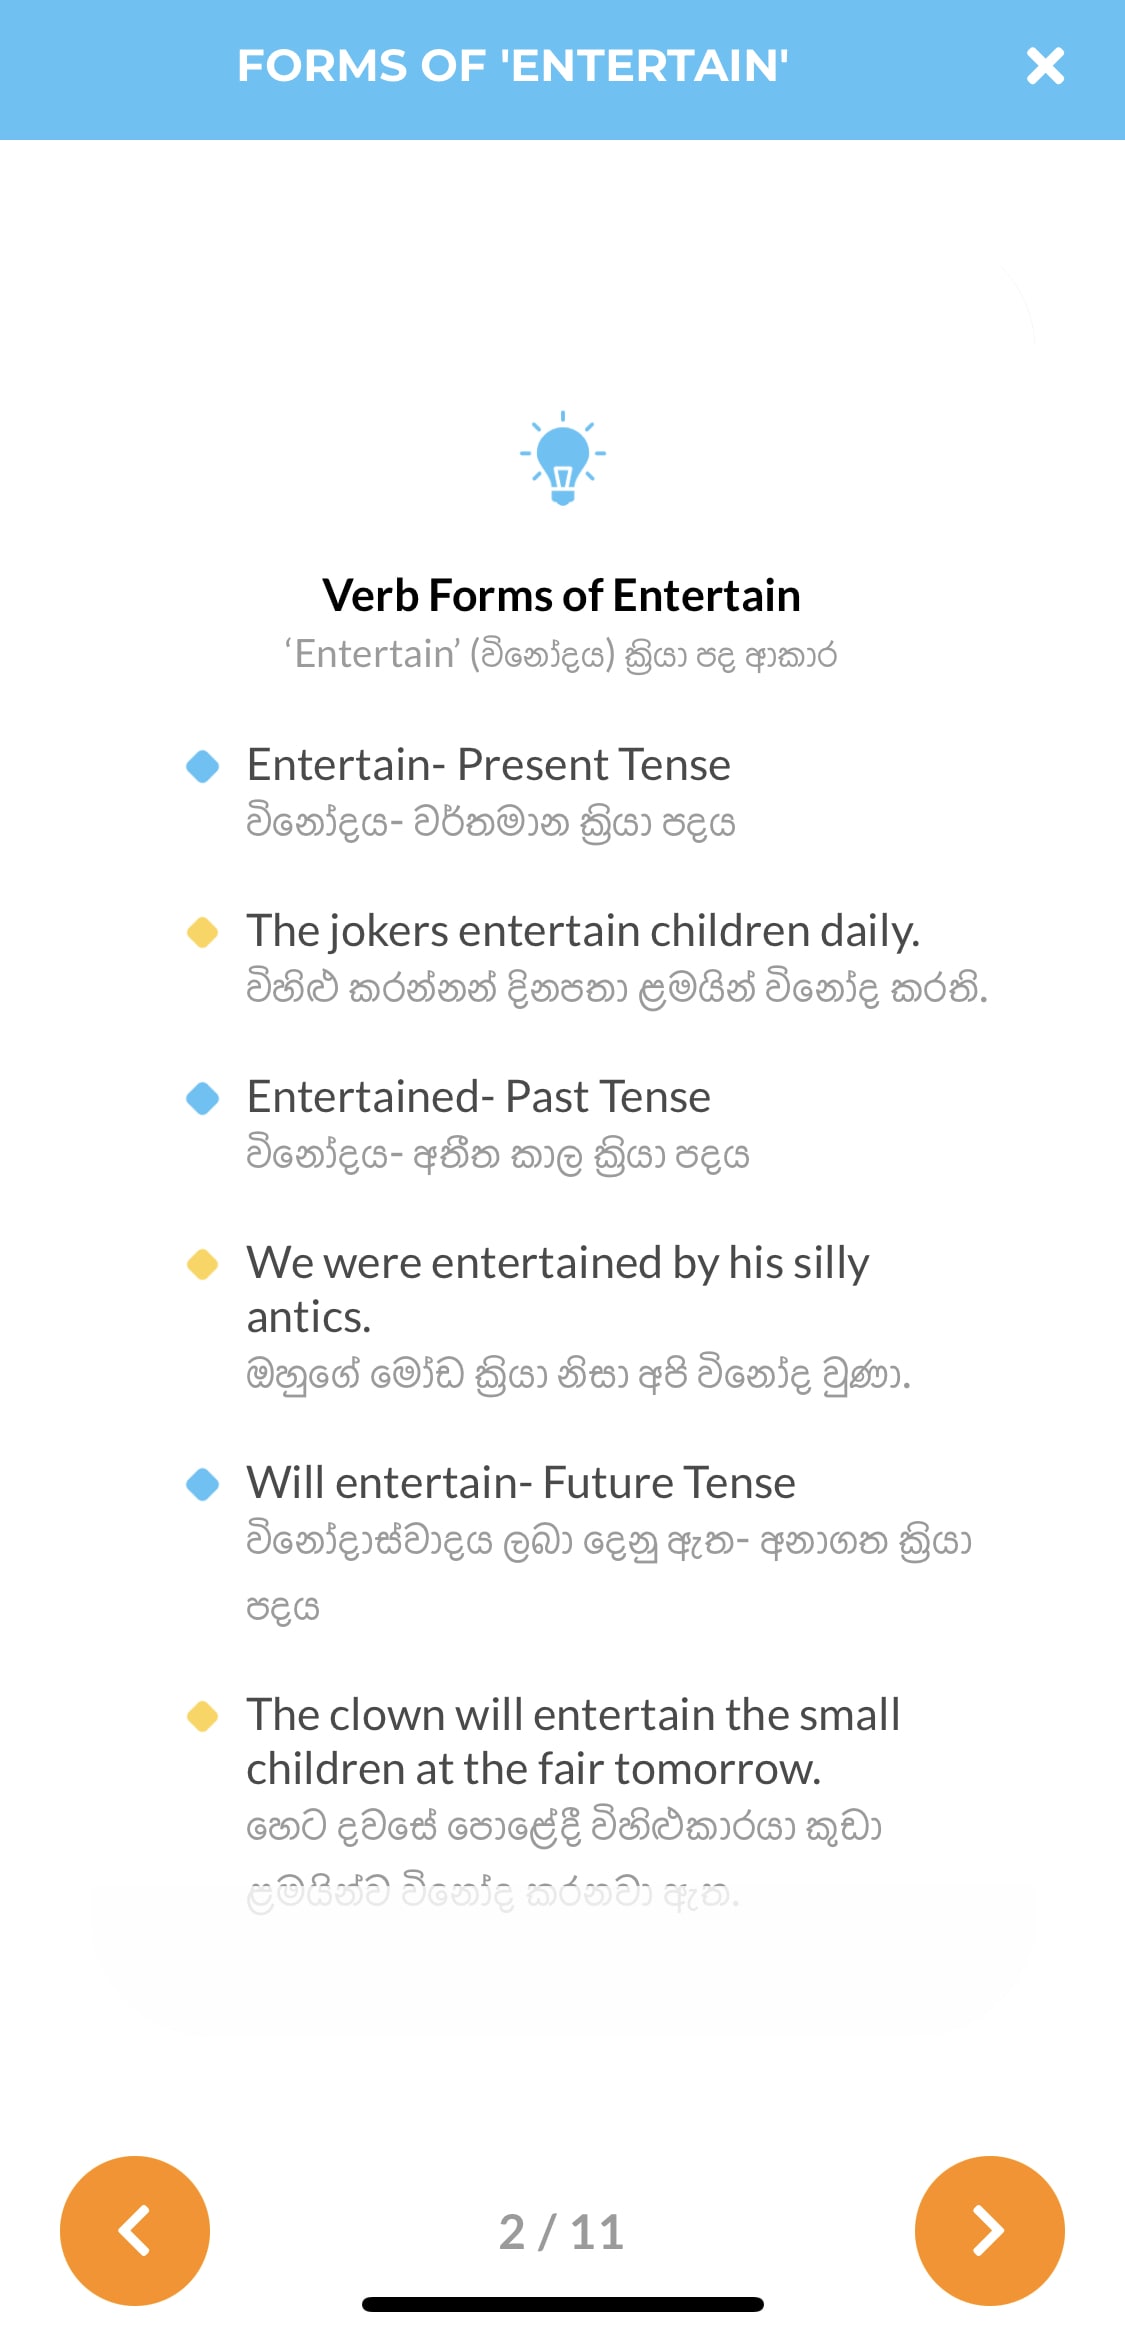 FORMS OF 'ENTERTAIN'
Verb Forms of Entertain
‘Entertain’ (විනෝදය) ක්‍රියා පද ආකාර
Entertain- Present Tense
විනෝදය- වර්තමාන ක්‍රියා පදය
The jokers entertain children daily.
විහිළු කරන්නන් දිනපතා ළමයින් විනෝද කරති.
Entertained- Past Tense
විනෝදය- අතීත කාල ක්‍රියා පදය
We were entertained by his silly
antics.
ඔහුගේ මෝඩ ක්‍රියා නිසා අපි විනෝද වුණා.
Will entertain- Future Tense
විනෝදාස්වාදය ලබා දෙනු ඇත- අනාගත ක්‍රියා
පදය
The clown will entertain the small
children at the fair tomorrow.
හෙට දවසේ පොළේදී විහිළුකාරයා කුඩා
ළමයින්ව විනෝද කරනවා ඇත.
2 / 11